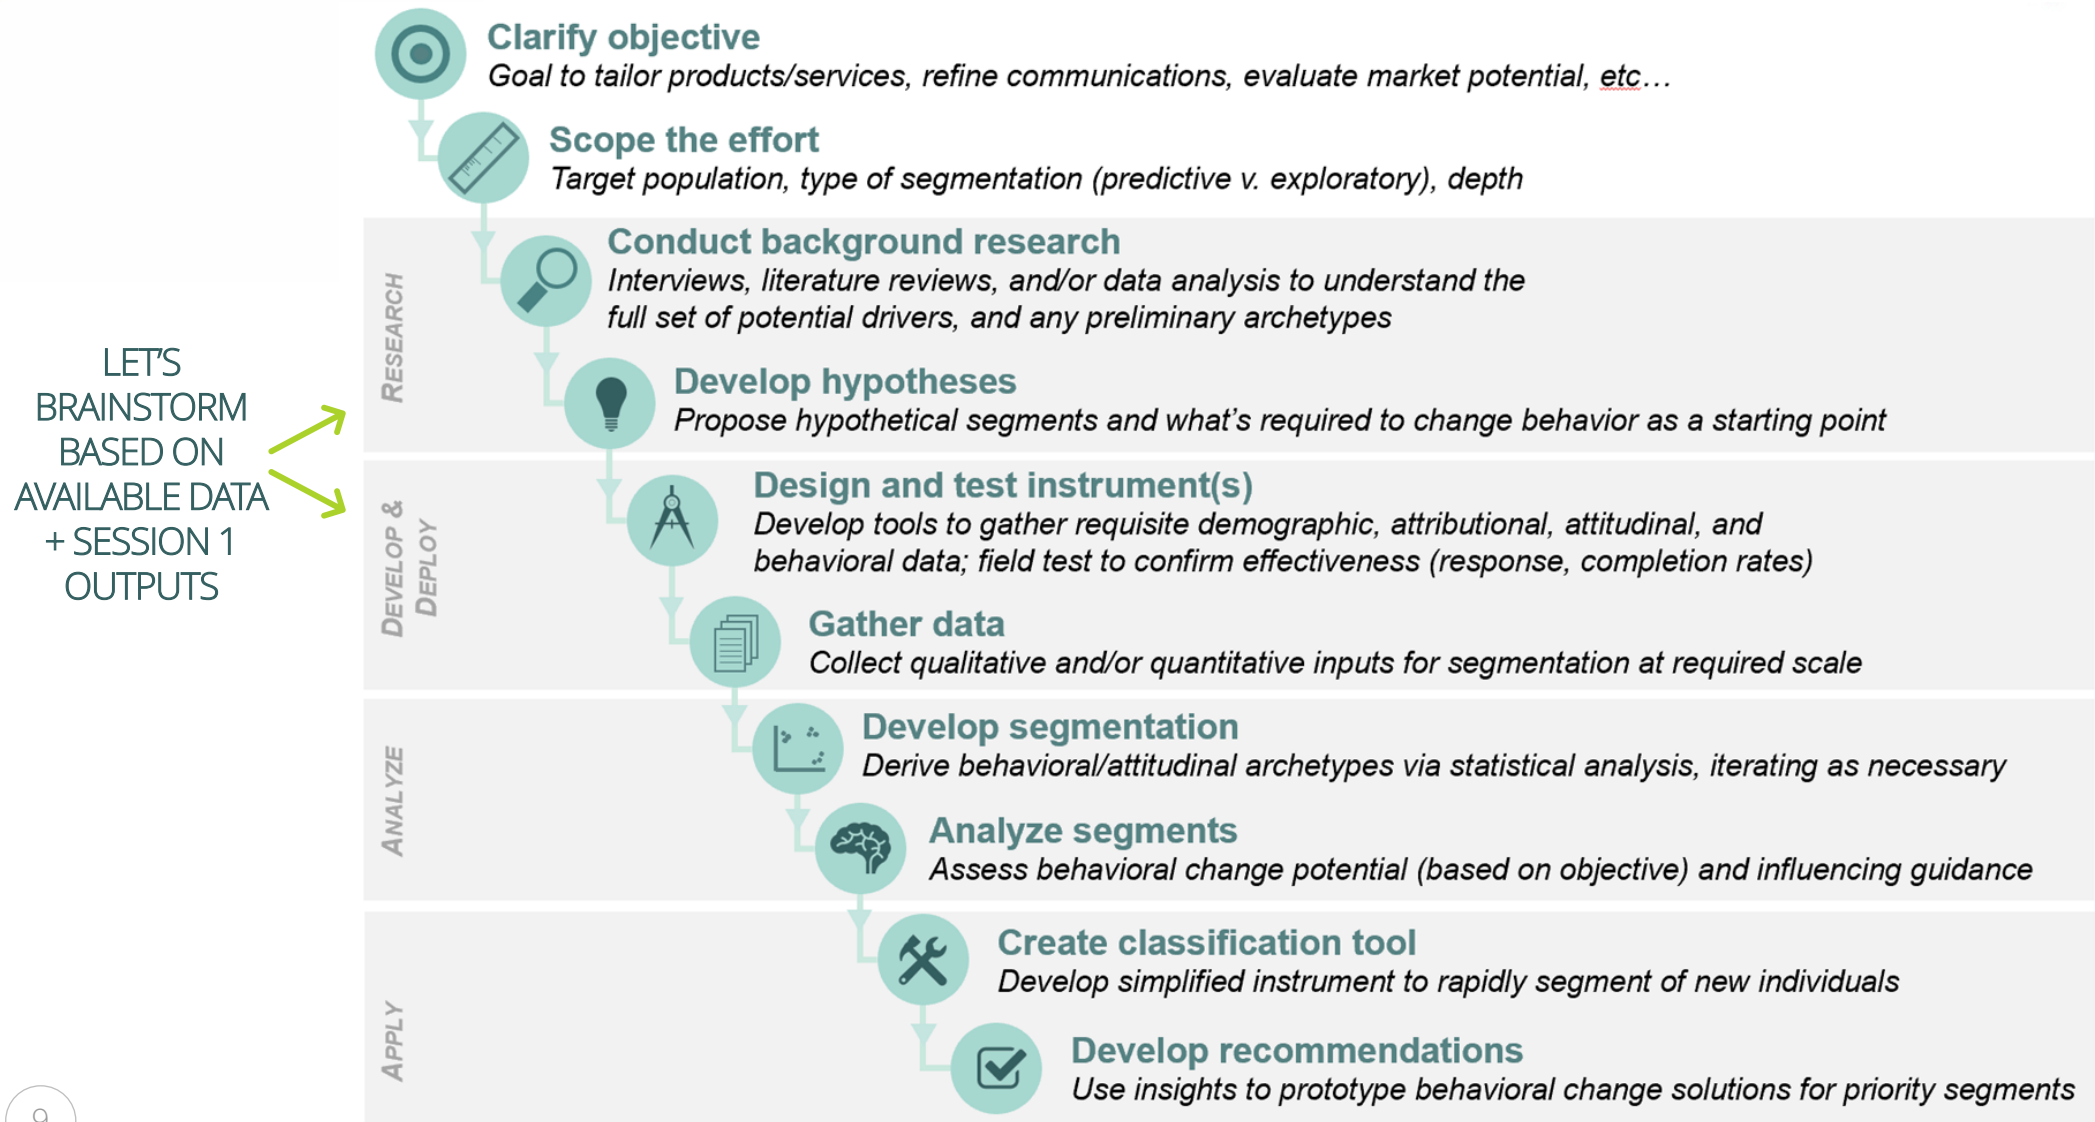 Clarify objective
Goal to tailor products/services, refine communications, evaluate market potential, etc…
Scope the effort
Target population, type of segmentation (predictive v. exploratory), depth
RESEARCH
Conduct background research
Interviews, literature reviews, and/or data analysis to understand the
full set of potential drivers, and any preliminary archetypes
Develop hypotheses
Propose hypothetical segments and what's required to change behavior as a starting point
LET'S
BRAINSTORM
BASED ON
AVAILABLE DATA
+ SESSION 1
OUTPUTS
DEVELOP &
DEPLOY
Design and test instrument(s)
Develop tools to gather requisite demographic, attributional, attitudinal, and
behavioral data; field test to confirm effectiveness (response, completion rates)
Gather data
Collect qualitative and/or quantitative inputs for segmentation at required scale
ANALYZE
Develop segmentation
Derive behavioral/attitudinal archetypes via statistical analysis, iterating as necessary
Analyze segments
Assess behavioral change potential (based on objective) and influencing guidance
APPLY
Create classification tool
Develop simplified instrument to rapidly segment of new individuals
Develop recommendations
Use insights to prototype behavioral change solutions for priority segments
9